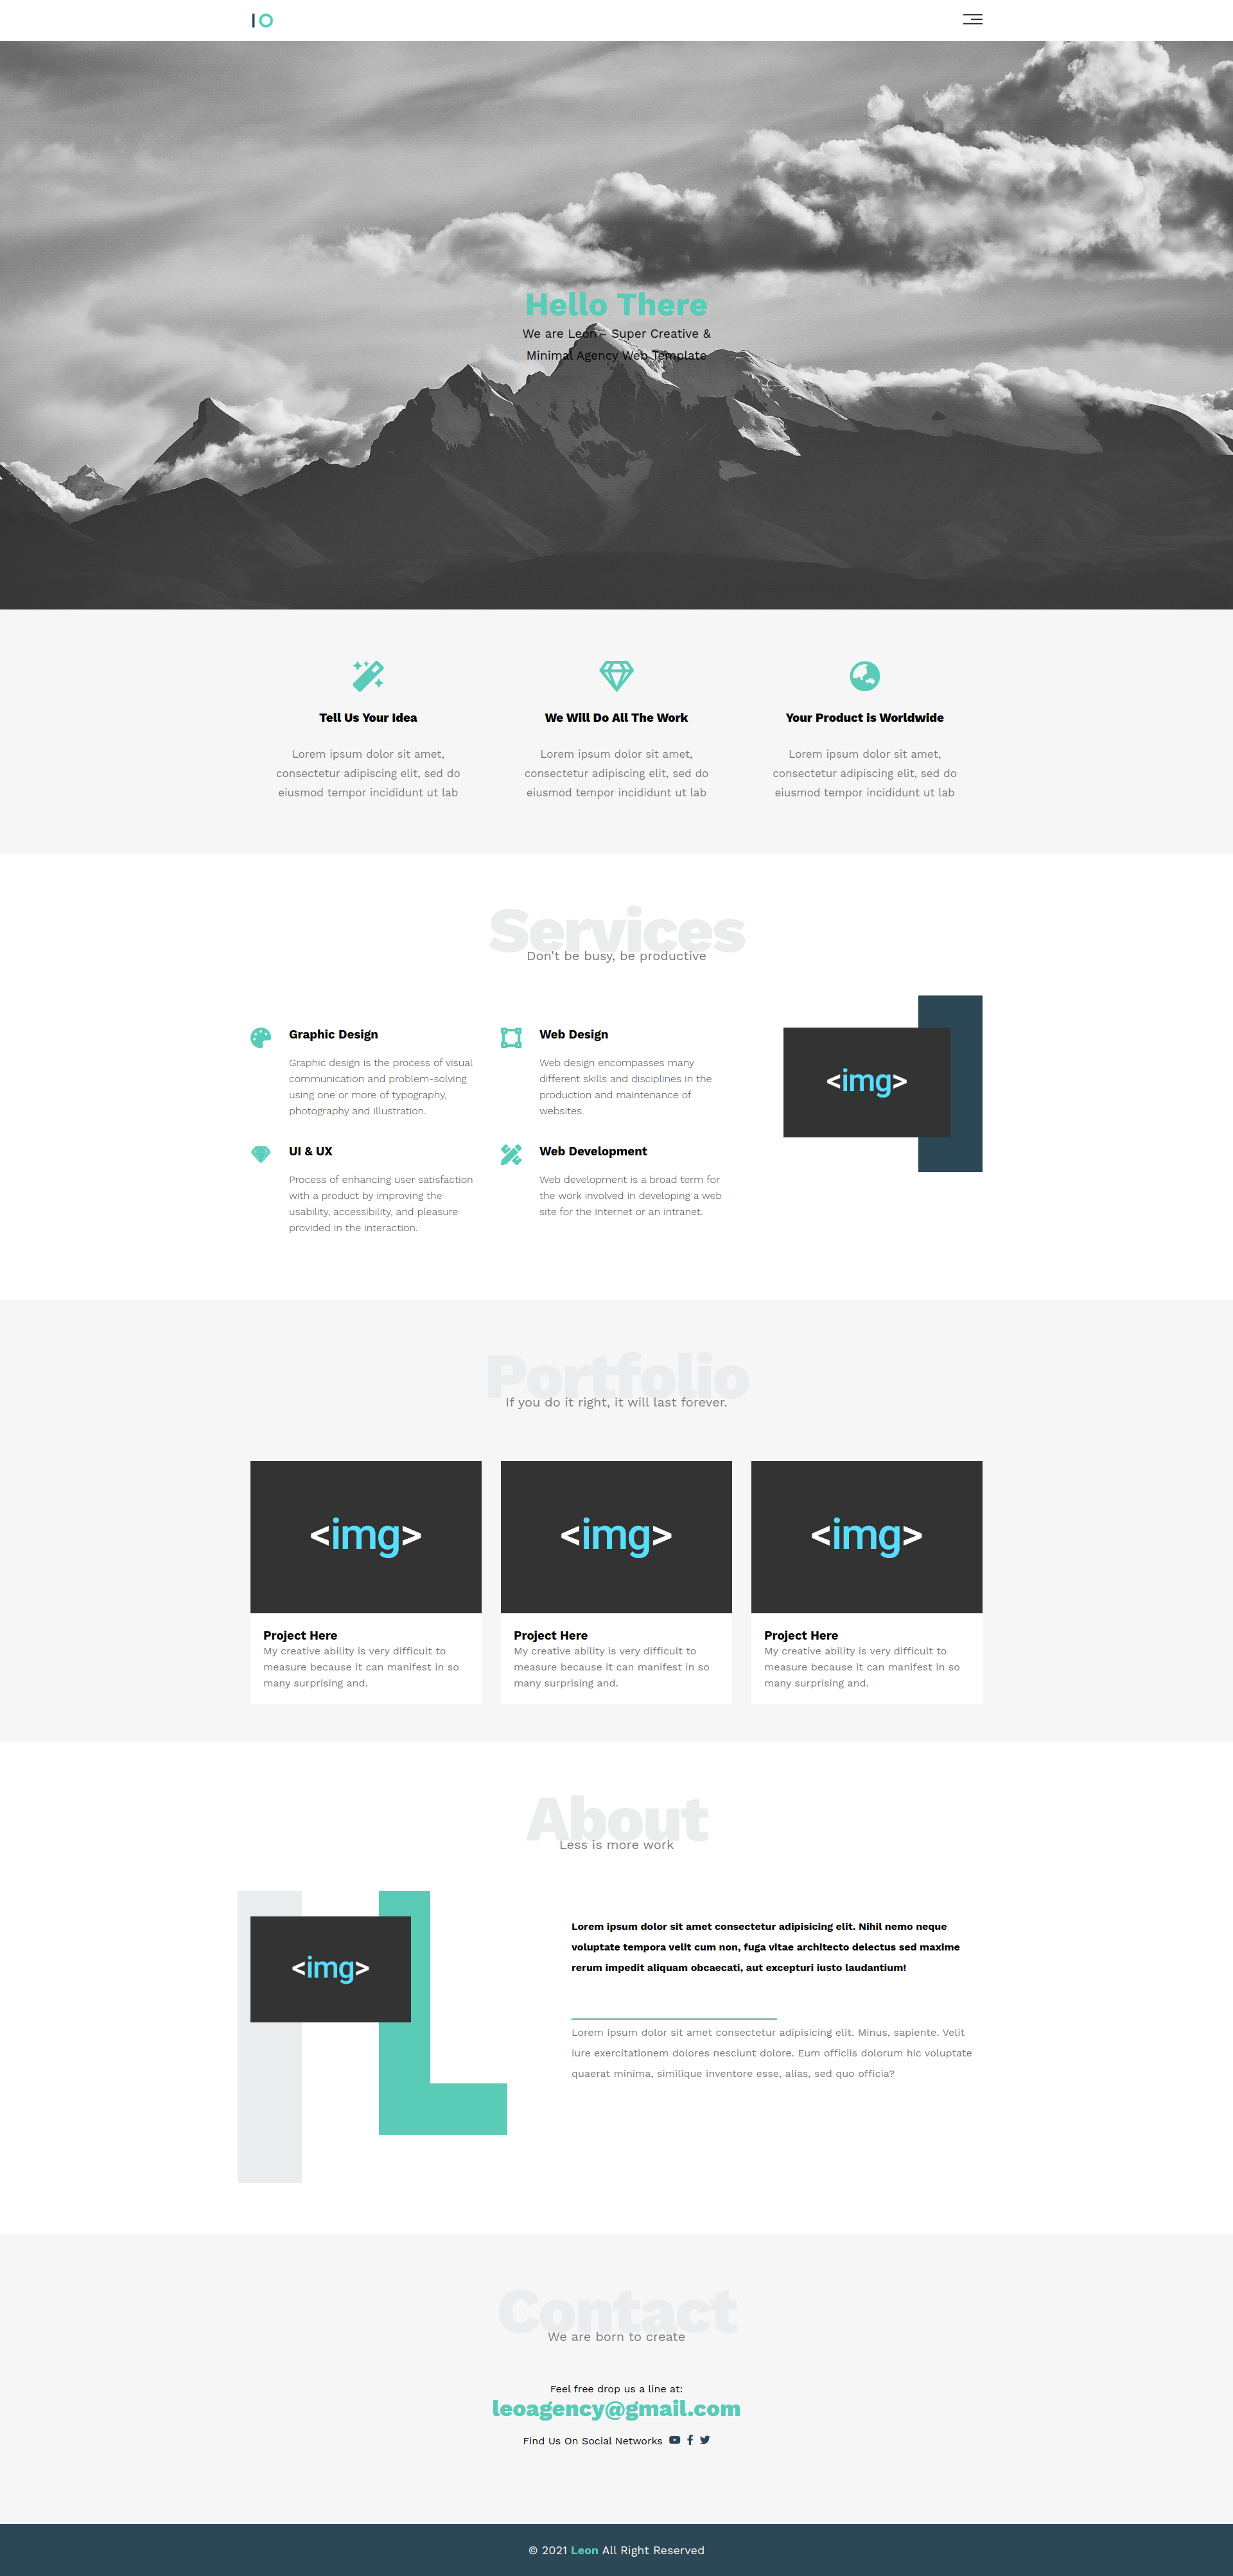 IO
Hello There
We are Leon – Super Creative &
Minimal Agency Web Template
Tell Us Your Idea
Lorem ipsum dolor sit amet,
consectetur adipiscing elit, sed do
eiusmod tempor incididunt ut lab
We Will Do All The Work
Lorem ipsum dolor sit amet,
consectetur adipiscing elit, sed do
eiusmod tempor incididunt ut lab
Your Product is Worldwide
Lorem ipsum dolor sit amet,
consectetur adipiscing elit, sed do
eiusmod tempor incididunt ut lab
Services
Don't be busy, be productive
Graphic Design
Graphic design is the process of visual
communication and problem-solving
using one or more of typography,
photography and illustration.
Web Design
Web design encompasses many
different skills and disciplines in the
production and maintenance of
websites.
UI & UX
Process of enhancing user satisfaction
with a product by improving the
usability, accessibility, and pleasure
provided in the interaction.
Web Development
Web development is a broad term for
the work involved in developing a web
site for the Internet or an intranet.
<img>
Portfolio
If you do it right, it will last forever.
<img>
Project Here
My creative ability is very difficult to
measure because it can manifest in so
many surprising and.
<img>
Project Here
My creative ability is very difficult to
measure because it can manifest in so
many surprising and.
<img>
Project Here
My creative ability is very difficult to
measure because it can manifest in so
many surprising and.
About
Less is more work
<img>
Lorem ipsum dolor sit amet consectetur adipisicing elit. Nihil nemo neque
voluptate tempora velit cum non, fuga vitae architecto delectus sed maxime
rerum impedit aliquam obcaecati, aut excepturi iusto laudantium!
Lorem ipsum dolor sit amet consectetur adipisicing elit. Minus, sapiente. Velit
iure exercitationem dolores nesciunt dolore. Eum officiis dolorum hic voluptate
quaerat minima, similique inventore esse, alias, sed quo officia?
Contact
We are born to create
Feel free drop us a line at:
leoagency@gmail.com
Find Us On Social Networks
© 2021 Leon All Right Reserved